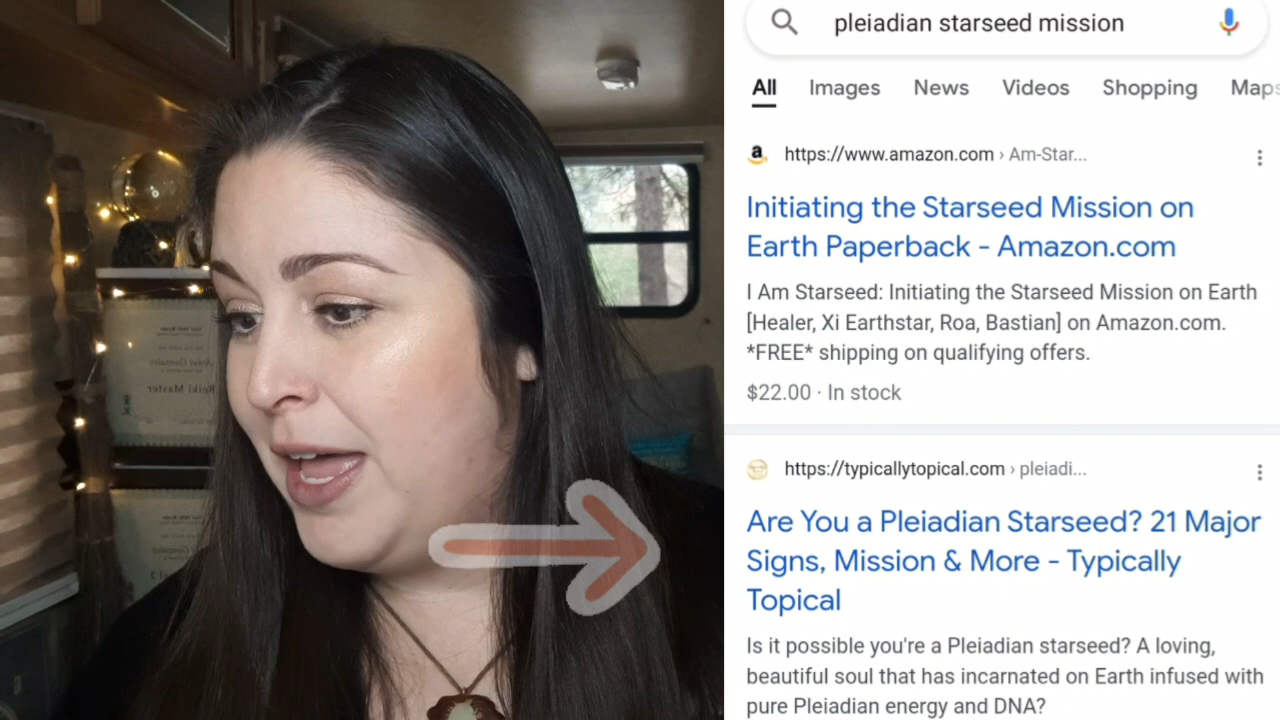 Reiki Master
pleiadian starseed mission
All Images News Videos Shopping Maps
a https://www.amazon.com › Am-Star...
Initiating the Starseed Mission on
Earth Paperback - Amazon.com
I Am Starseed: Initiating the Starseed Mission on Earth
[Healer, Xi Earthstar, Roa, Bastian] on Amazon.com.
*FREE* shipping on qualifying offers.
$22.00 · In stock
https://typicallytopical.com › pleiadi...
Are You a Pleiadian Starseed? 21 Major
Signs, Mission & More - Typically
Topical
Is it possible you're a Pleiadian starseed? A loving,
beautiful soul that has incarnated on Earth infused with
pure Pleiadian energy and DNA?